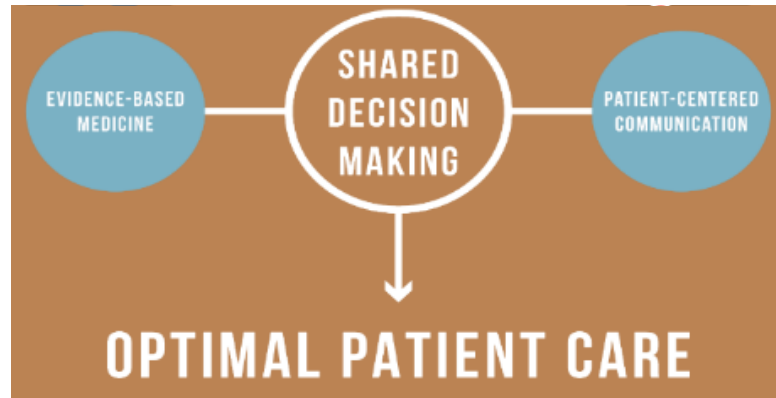 EVIDENCE-BASED
MEDICINE
SHARED
DECISION
MAKING
PATIENT-CENTERED
COMMUNICATION
OPTIMAL PATIENT CARE